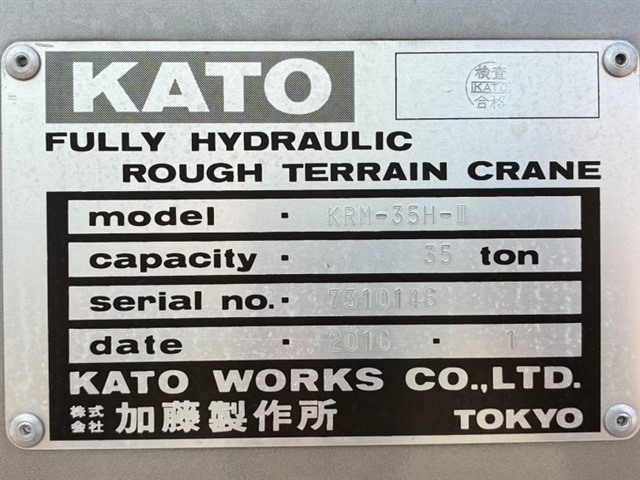 KATO
検査
KATO
合格
FULLY HYDRAULIC
ROUGH TERRAIN CRANE
model · KRM-35H-Ⅲ
capacity · 35 ton
serial no. · 7310146
date · 2016 · 1
KATO WORKS CO.,LTD.
株式会社 加藤製作所 TOKYO